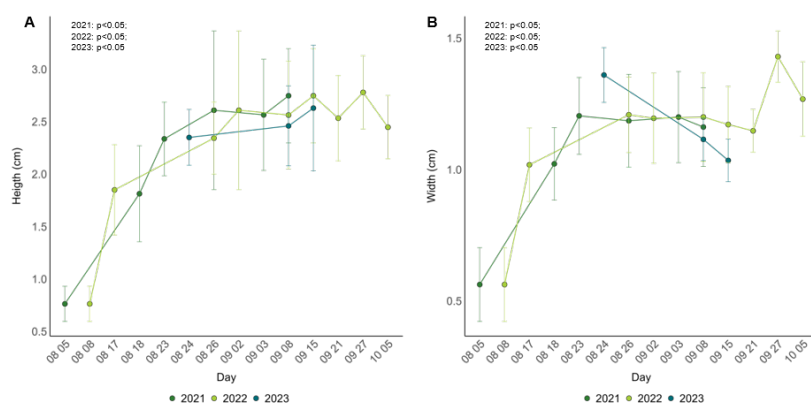 A
2021: p<0.05;
2022: p<0.05;
2023: p<0.05
Heigth (cm)
3.0
2.5
2.0
1.5
1.0
0.5
08 05
08 08
08 17
08 18
08 23
08 24
08 26
09 02
09 03
09 08
09 15
09 21
09 27
10 05
Day
2021 2022 2023
B
2021: p<0.05;
2022: p<0.05;
2023: p<0.05
Width (cm)
1.5
1.0
0.5
08 05
08 08
08 17
08 18
08 23
08 24
08 26
09 02
09 03
09 08
09 15
09 21
09 27
10 05
Day
2021 2022 2023